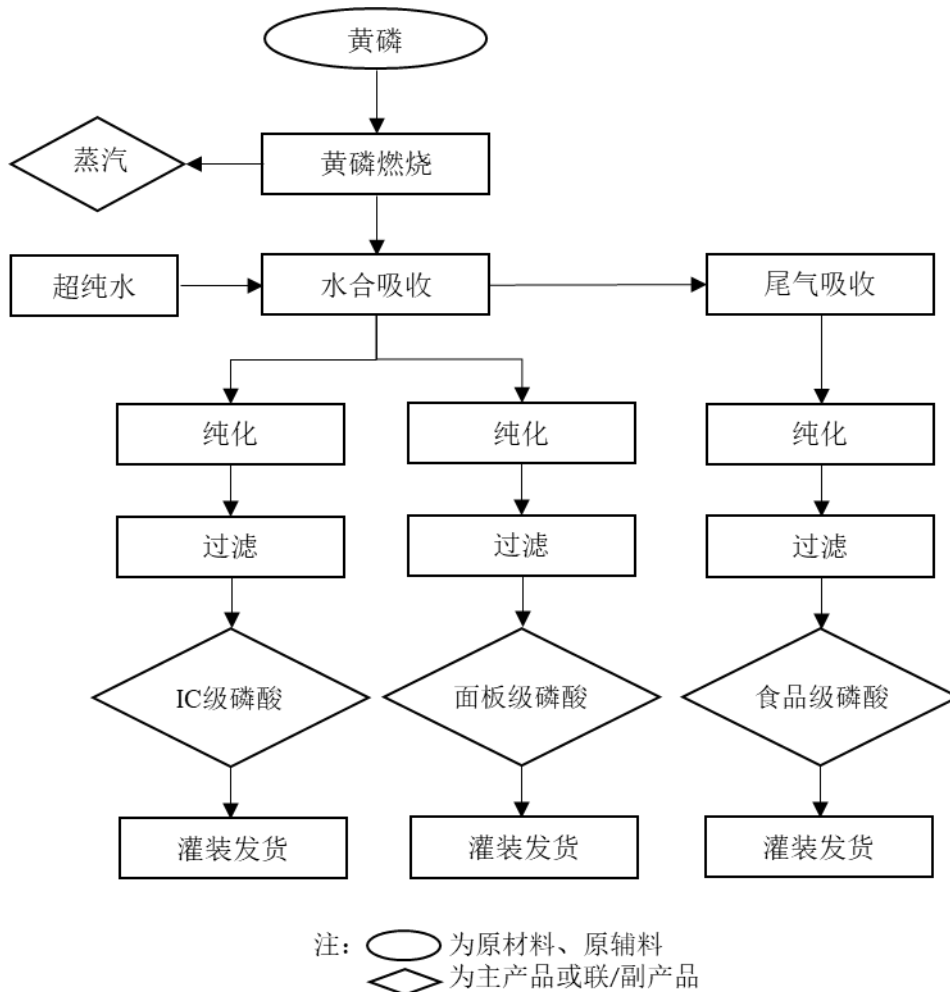 黄磷
蒸汽
黄磷燃烧
超纯水
水合吸收
尾气吸收
纯化
纯化
纯化
过滤
过滤
过滤
IC级磷酸
面板级磷酸
食品级磷酸
灌装发货
灌装发货
灌装发货
注：
为原材料、原辅料
为主产品或联/副产品